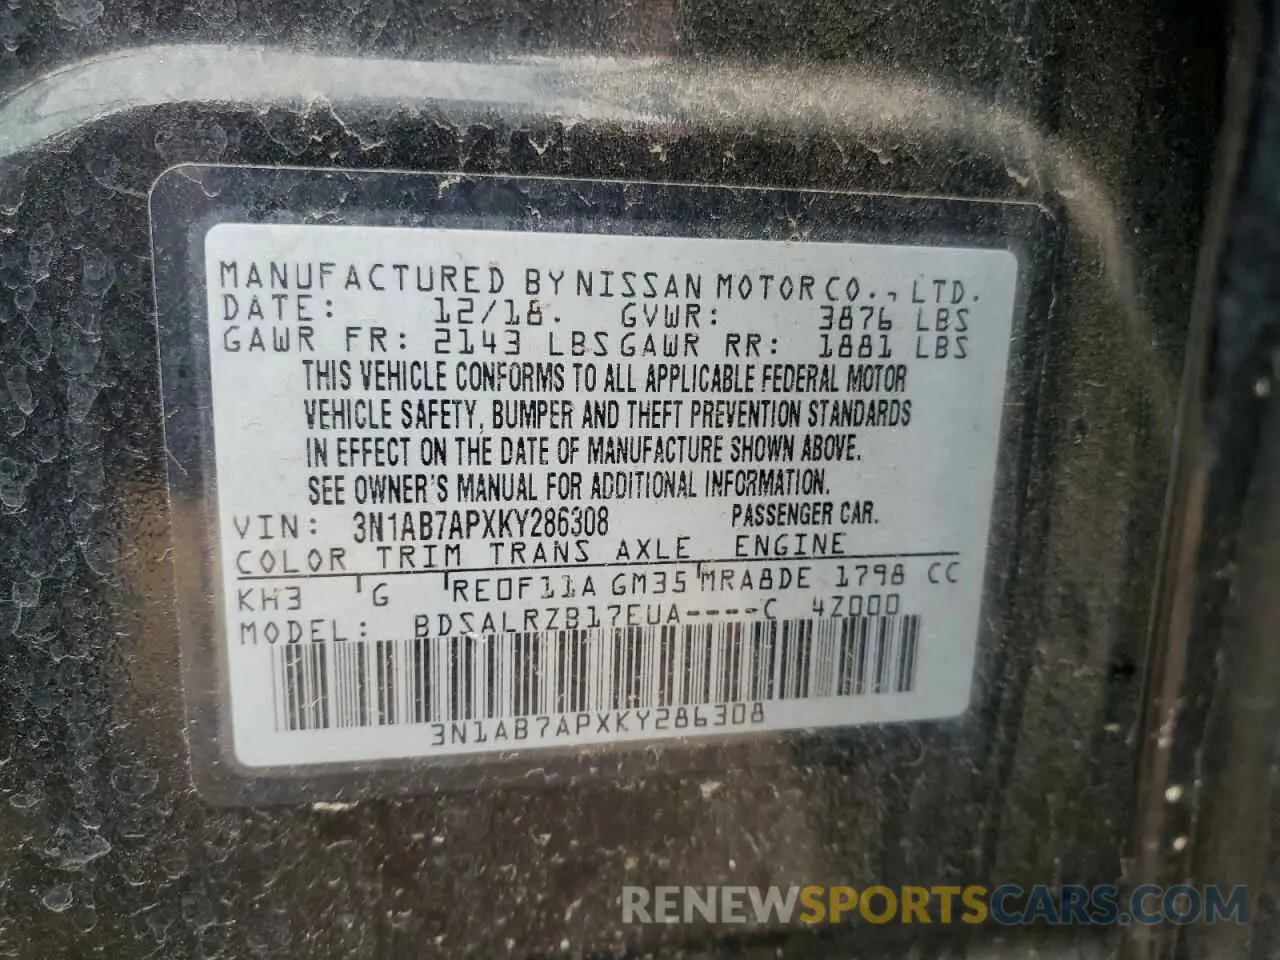 MANUFACTURED BY NISSAN MOTOR CO., LTD.
DATE: 12/18. GVWR: 3876 LBS
GAWR FR: 2143 LBS GAWR RR: 1881 LBS
THIS VEHICLE CONFORMS TO ALL APPLICABLE FEDERAL MOTOR
VEHICLE SAFETY, BUMPER AND THEFT PREVENTION STANDARDS
IN EFFECT ON THE DATE OF MANUFACTURE SHOWN ABOVE.
SEE OWNER'S MANUAL FOR ADDITIONAL INFORMATION.
VIN: 3N1AB7APXKY286308 PASSENGER CAR.
COLOR TRIM TRANS AXLE ENGINE
KH3 G RE0F11A GM35 MRA8DE 1798 CC
MODEL: BDSALRZB17EUA----C 4Z000
3N1AB7APXKY286308
RENEWSPORTSCARS.COM